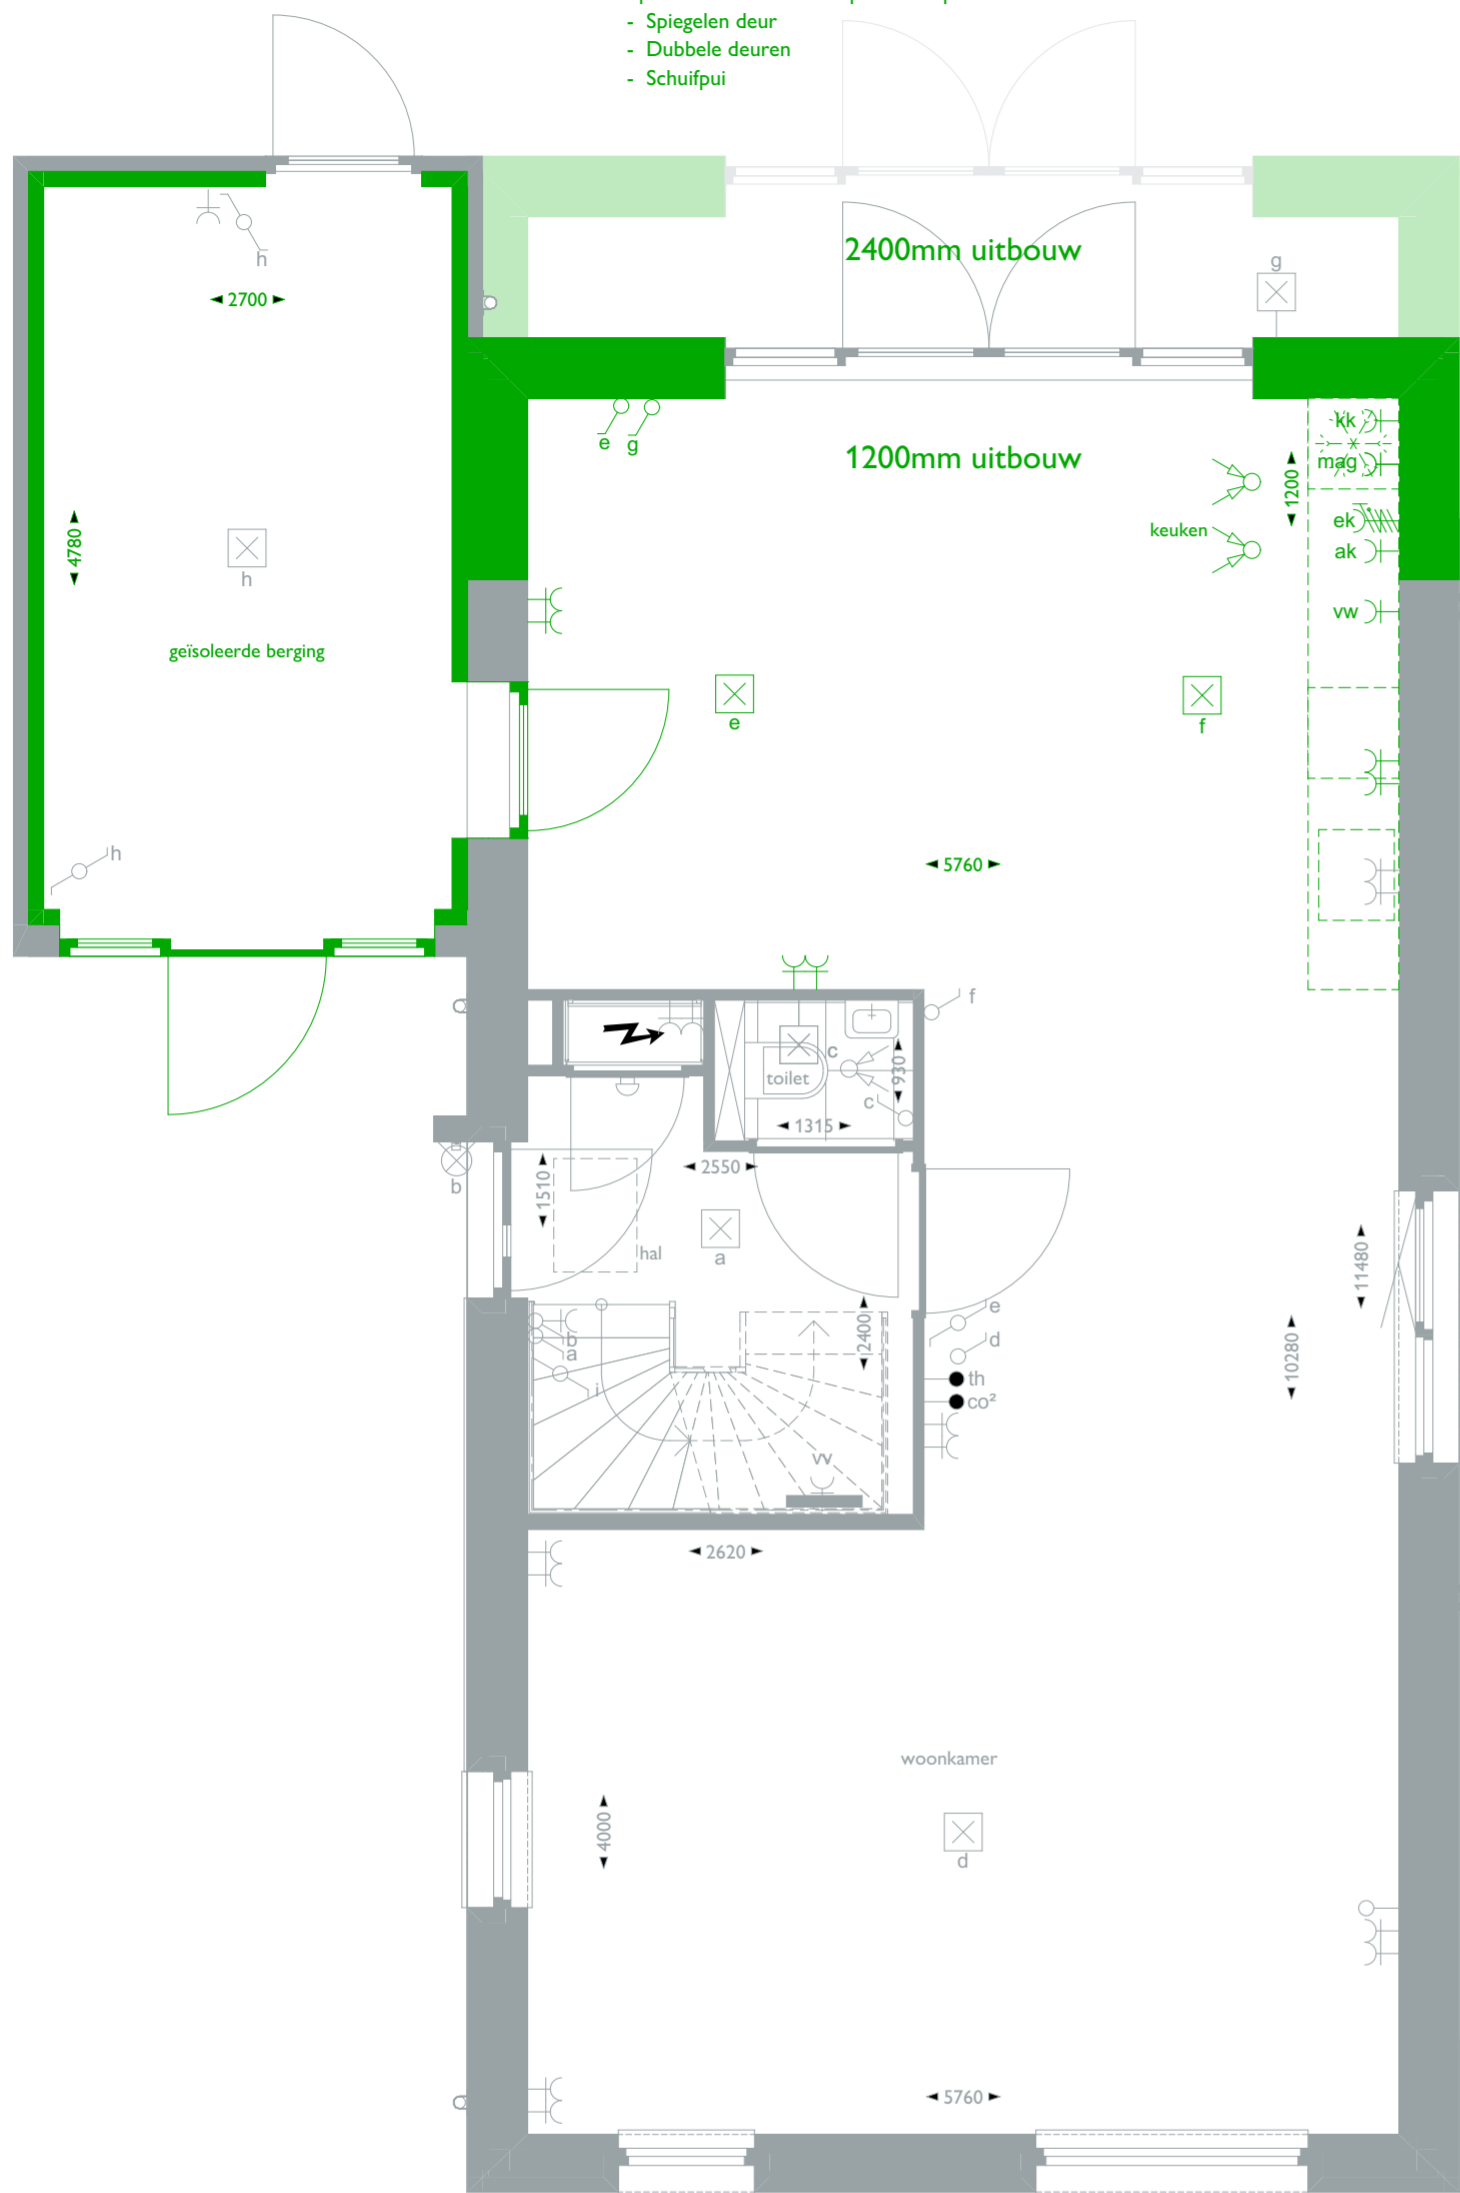 - Spiegelen deur
- Dubbele deuren
- Schuifpui
2400mm uitbouw
g
h
2700
e
g
1200mm uitbouw
kk
mag
1200
keuken
ek
ak
vw
4780
h
geïsoleerde berging
e
f
h
5760
f
c
toilet
930
c
1315
b
1510
2550
hal
a
11480
e
b
a
2400
d
10280
th
i
co²
vv
2620
woonkamer
4000
d
5760